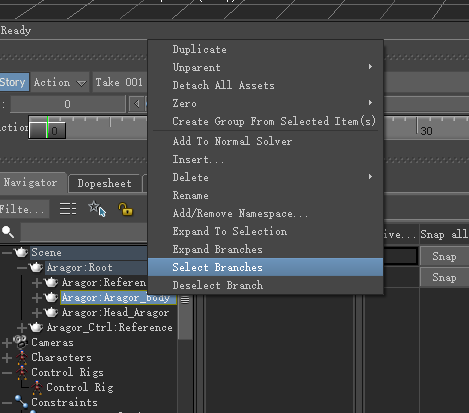 Ready
Duplicate
Unparent
Detach All Assets
Zero
Create Group From Selected Item(s)
Add To Normal Solver
Insert...
Delete
Rename
Add/Remove Namespace...
Expand To Selection
Expand Branches
Select Branches
Deselect Branch
Story Action Take 001
: 0
0 30
Navigator Dopesheet
Filte...
ive... Snap all
Scene
Snap
Aragor:Root
Snap
Aragor:Referen
Aragor:Aragor_body
Aragor:Head_Aragor
Aragor_Ctrl:Reference
Cameras
Characters
Control Rigs
Control Rig
Constraints